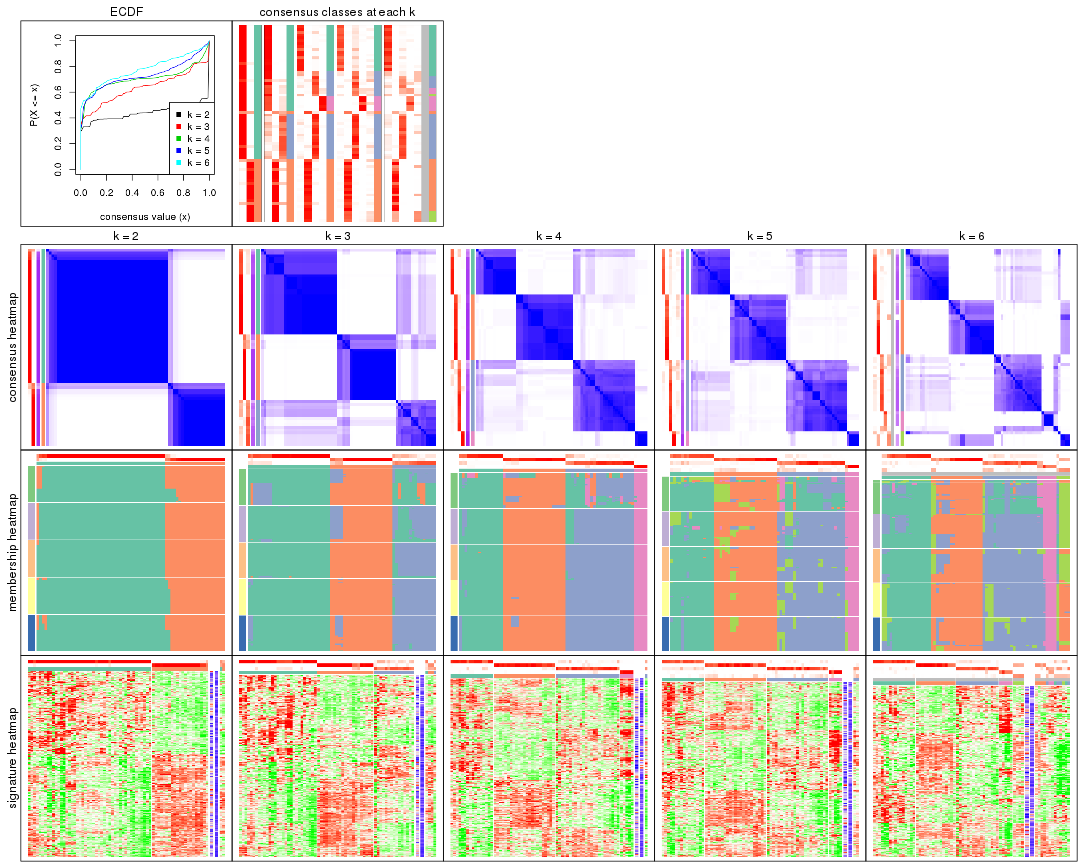 ECDF
consensus classes at each k
P(X <= x)
0.0 0.2 0.4 0.6 0.8 1.0
k = 2
k = 3
k = 4
k = 5
k = 6
0.0 0.2 0.4 0.6 0.8 1.0
consensus value (x)
k = 2 k = 3 k = 4 k = 5 k = 6
consensus heatmap
membership heatmap
signature heatmap